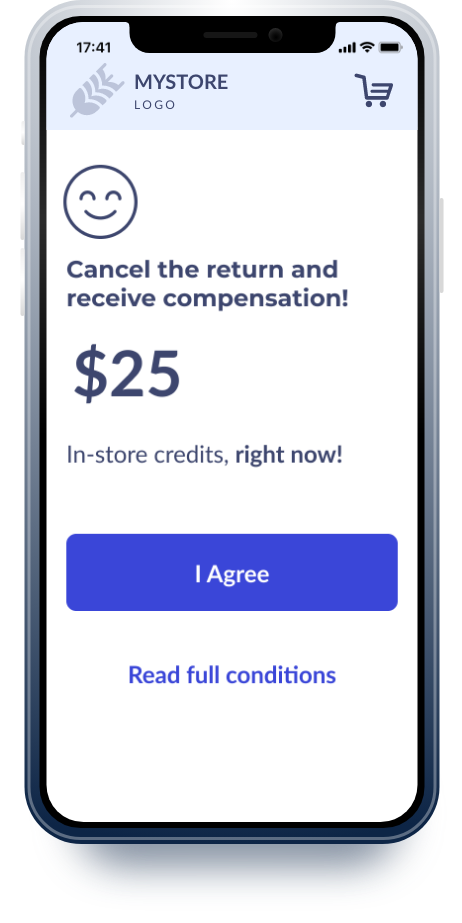 17:41
MYSTORE
LOGO
Cancel the return and
receive compensation!
$25
In-store credits, right now!
I Agree
Read full conditions